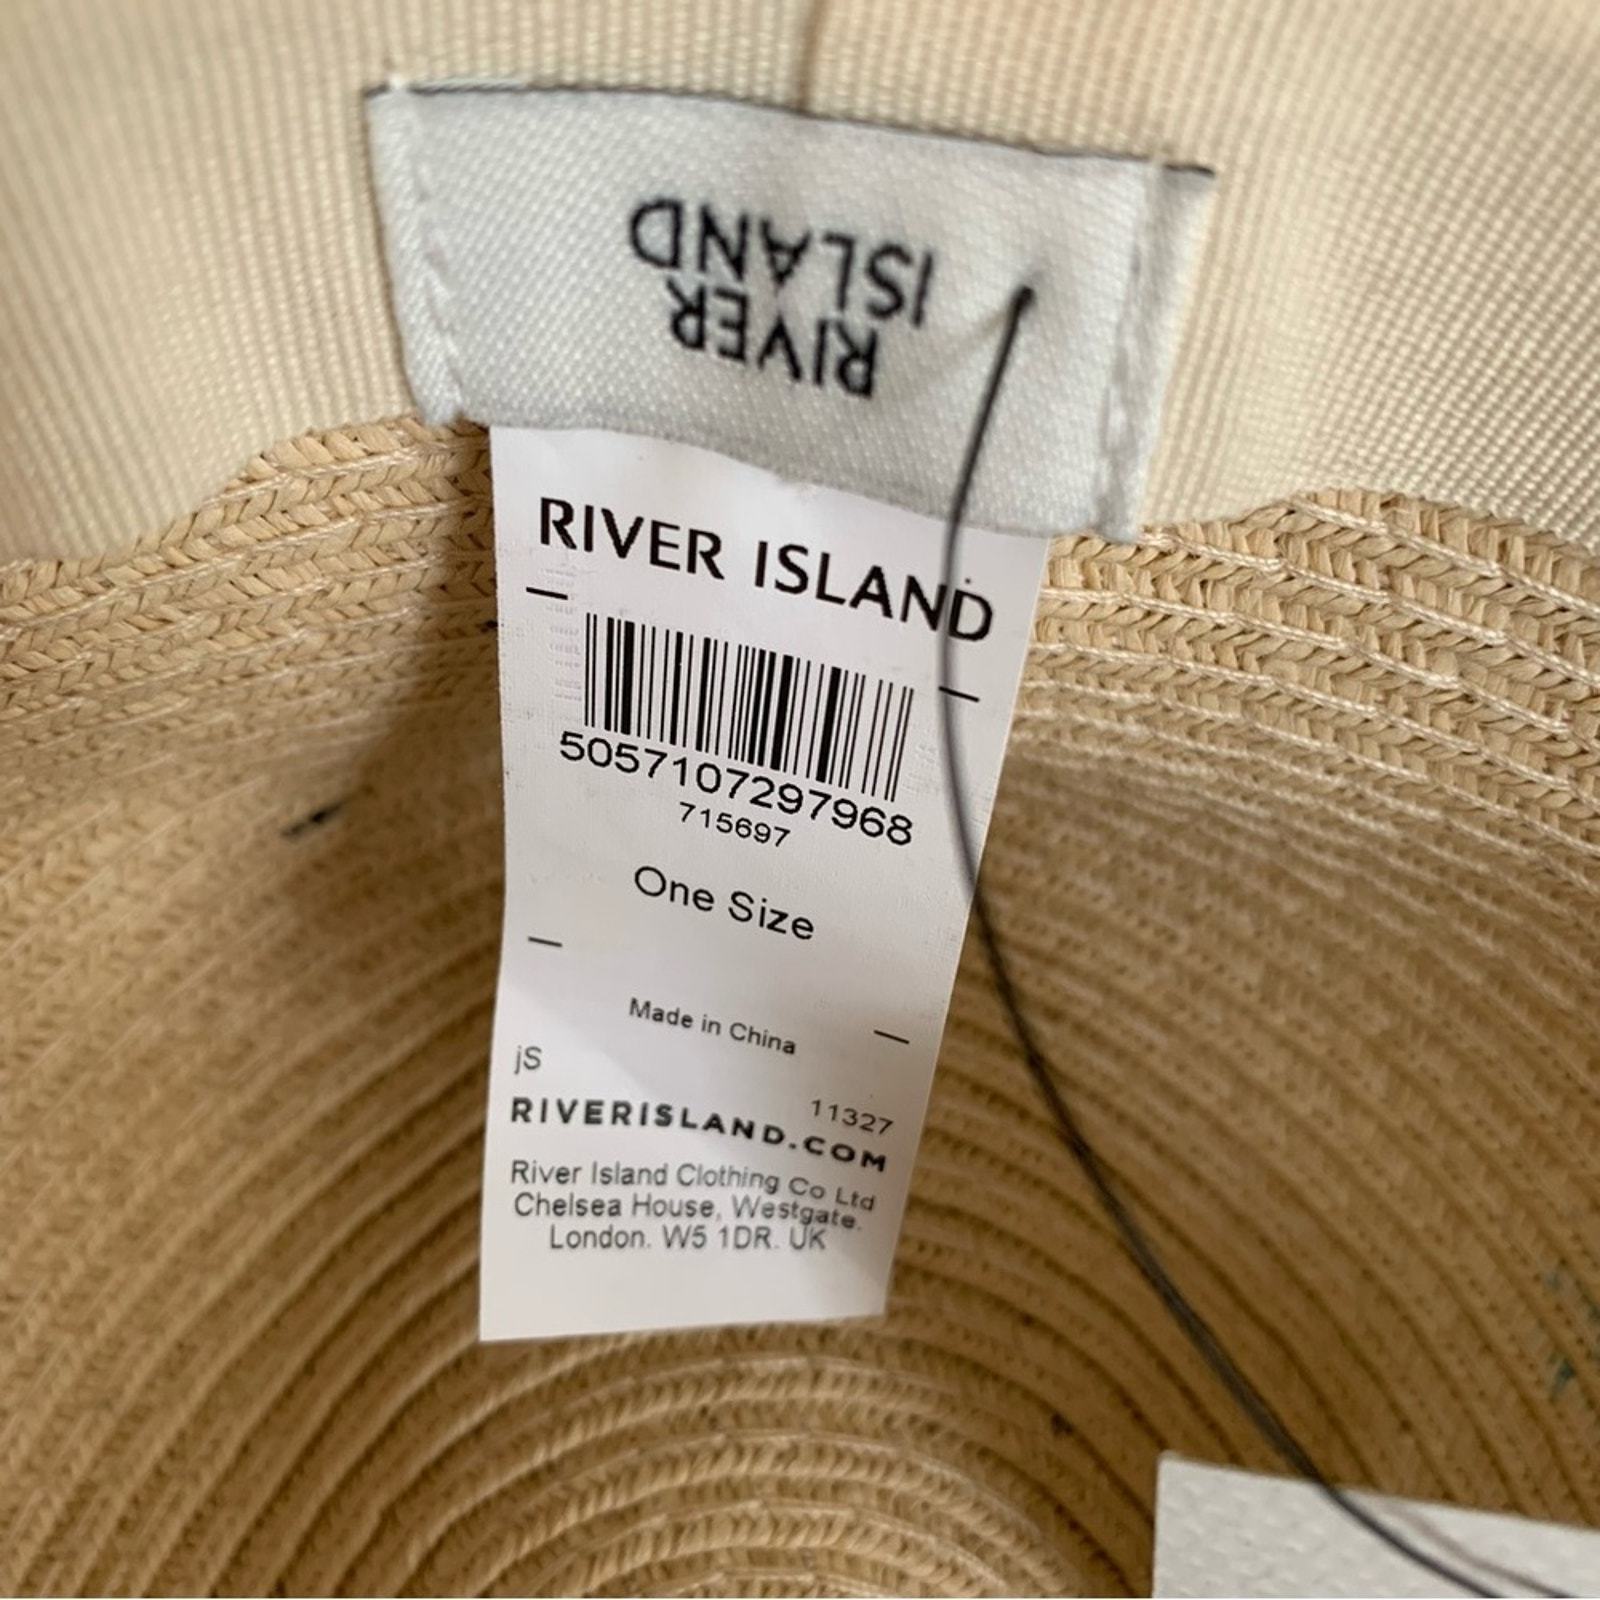 RIVER
ISLAND
RIVER ISLAND
5057107297968
715697
One Size
Made in China
jS
11327
RIVERISLAND.COM
River Island Clothing Co Ltd
Chelsea House, Westgate.
London. W5 1DR. UK